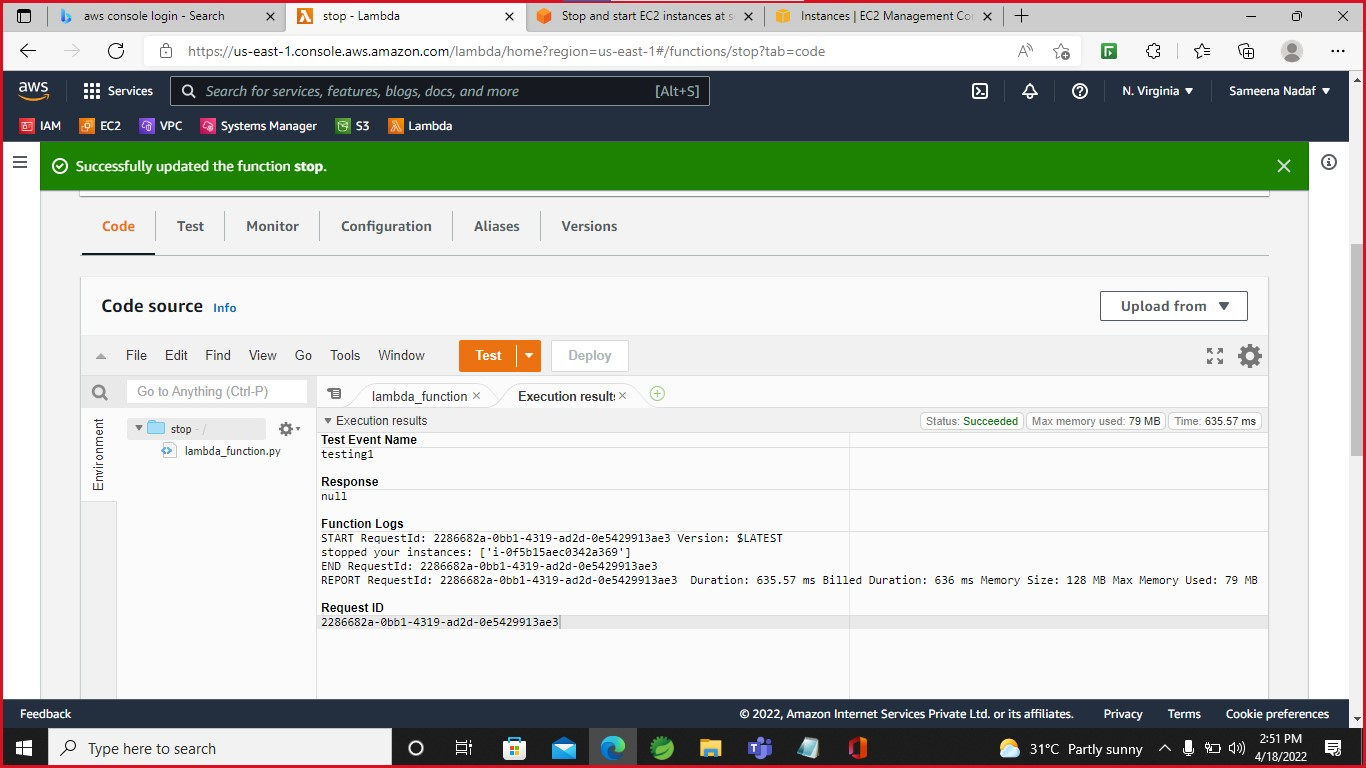 aws console login - Search
stop - Lambda
Stop and start EC2 instances at s
Instances | EC2 Management Co
https://us-east-1.console.aws.amazon.com/lambda/home?region=us-east-1#/functions/stop?tab=code
aws
Services
Search for services, features, blogs, docs, and more
[Alt+S]
N. Virginia
Sameena Nadaf
IAM
EC2
VPC
Systems Manager
S3
Lambda
Successfully updated the function stop.
Code
Test
Monitor
Configuration
Aliases
Versions
Code source Info
Upload from
File
Edit
Find
View
Go
Tools
Window
Test
Deploy
Go to Anything (Ctrl-P)
lambda_function
Execution results
Environment
stop - /
lambda_function.py
Execution results
Status: Succeeded
Max memory used: 79 MB
Time: 635.57 ms
Test Event Name
testing1
Response
null
Function Logs
START RequestId: 2286682a-0bb1-4319-ad2d-0e5429913ae3 Version: $LATEST
stopped your instances: ['i-0f5b15aec0342a369']
END RequestId: 2286682a-0bb1-4319-ad2d-0e5429913ae3
REPORT RequestId: 2286682a-0bb1-4319-ad2d-0e5429913ae3  Duration: 635.57 ms Billed Duration: 636 ms Memory Size: 128 MB Max Memory Used: 79 MB
Request ID
2286682a-0bb1-4319-ad2d-0e5429913ae3
Feedback
© 2022, Amazon Internet Services Private Ltd. or its affiliates.
Privacy
Terms
Cookie preferences
Type here to search
31°C Partly sunny
2:51 PM
4/18/2022